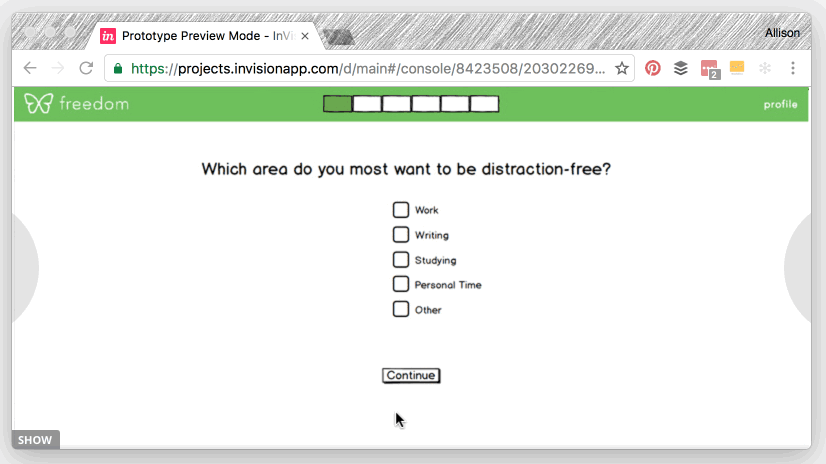 Prototype Preview Mode - InVis
Allison
https://projects.invisionapp.com/d/main#/console/8423508/20302269...
2
freedom
profile
Which area do you most want to be distraction-free?
Work
Writing
Studying
Personal Time
Other
Continue
SHOW